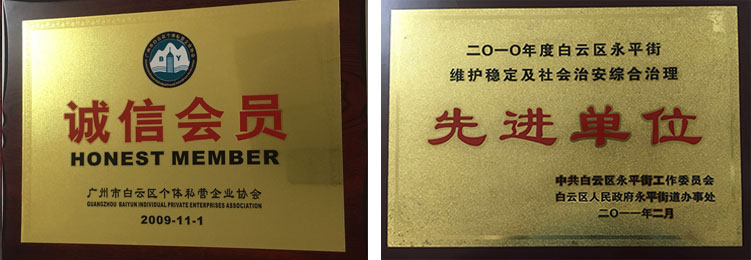 诚信会员
HONEST MEMBER
广州市白云区个体私营企业协会
GUANGZHOU BAIYUN INDIVIDUAL PRIVATE ENTERPRISES ASSOCIATION
2009-11-1
二〇一〇年度白云区永平街
维护稳定及社会治安综合治理
先进单位
中共白云区永平街工作委员会
白云区人民政府永平街道办事处
二〇一一年二月